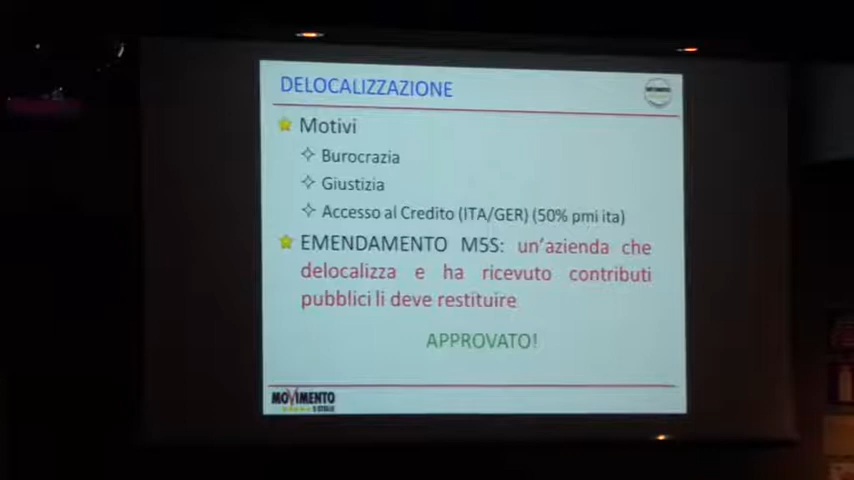 DELOCALIZZAZIONE
Motivi
Burocrazia
Giustizia
Accesso al Credito (ITA/GER) (50% pmi ita)
EMENDAMENTO M5S: un'azienda che
delocalizza e ha ricevuto contributi
pubblici li deve restituire
APPROVATO!
MOVIMENTO